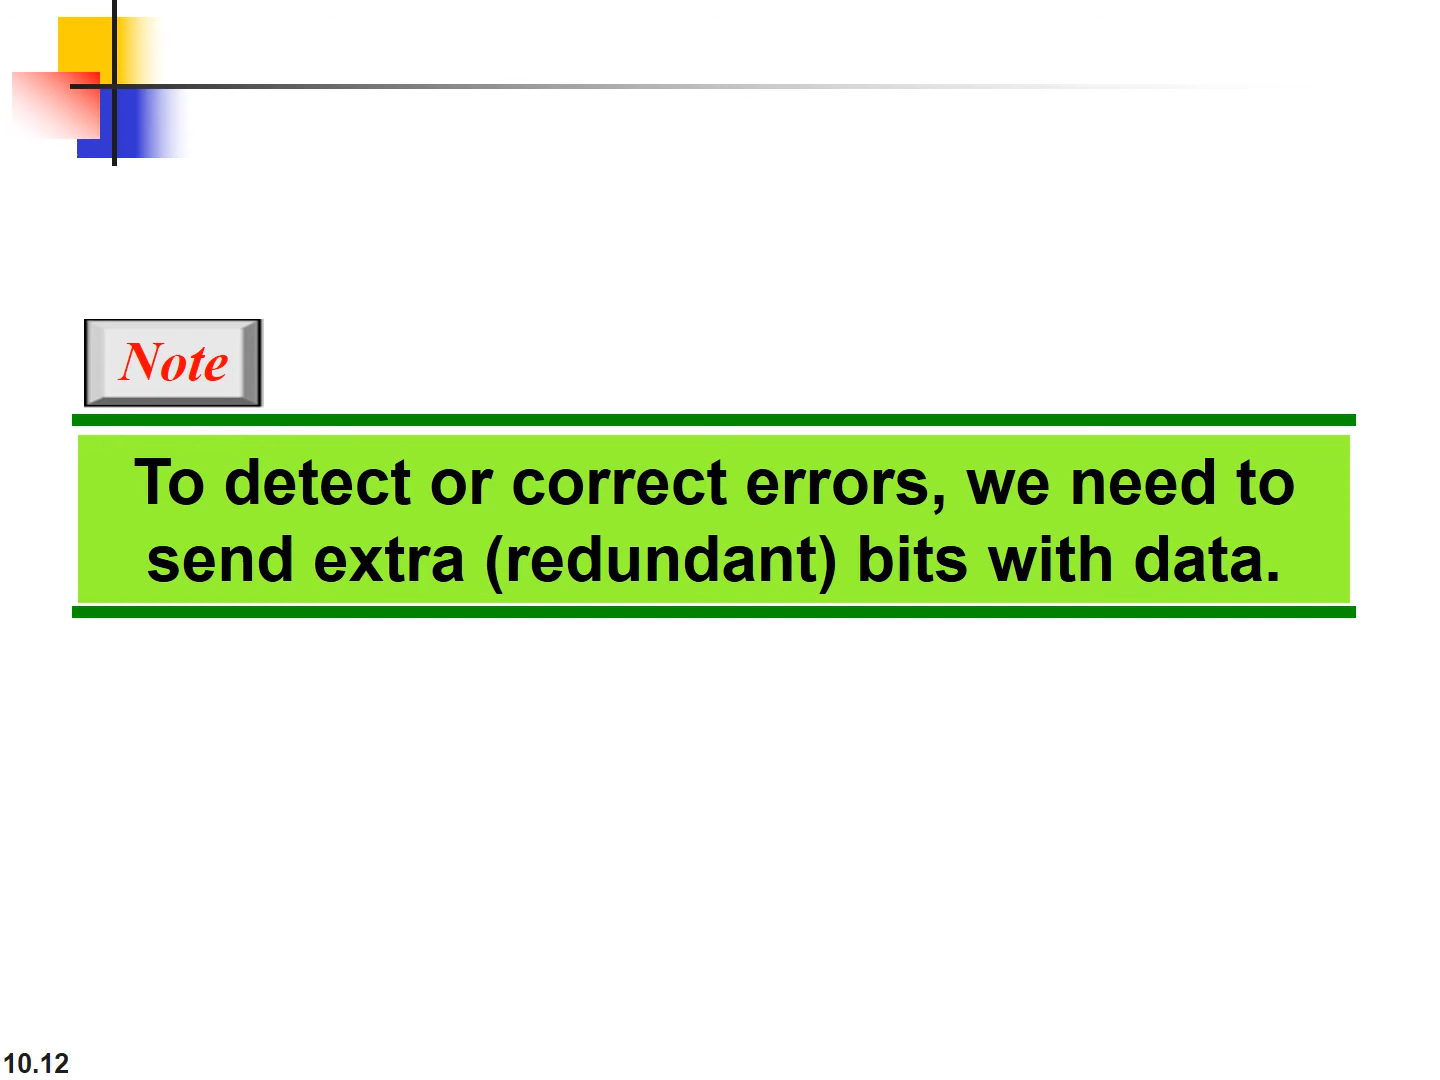 Note
To detect or correct errors, we need to
send extra (redundant) bits with data.
10.12